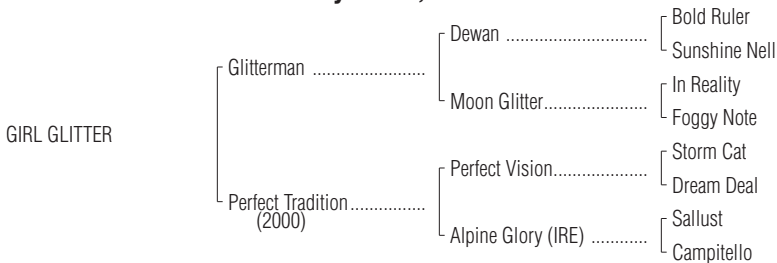 Bold Ruler
Dewan ................................
Sunshine Nell
Glitterman .........................
In Reality
Moon Glitter.......................
Foggy Note
GIRL GLITTER
Storm Cat
Perfect Vision.....................
Dream Deal
Perfect Tradition................
(2000)
Sallust
Alpine Glory (IRE) ............
Campitello